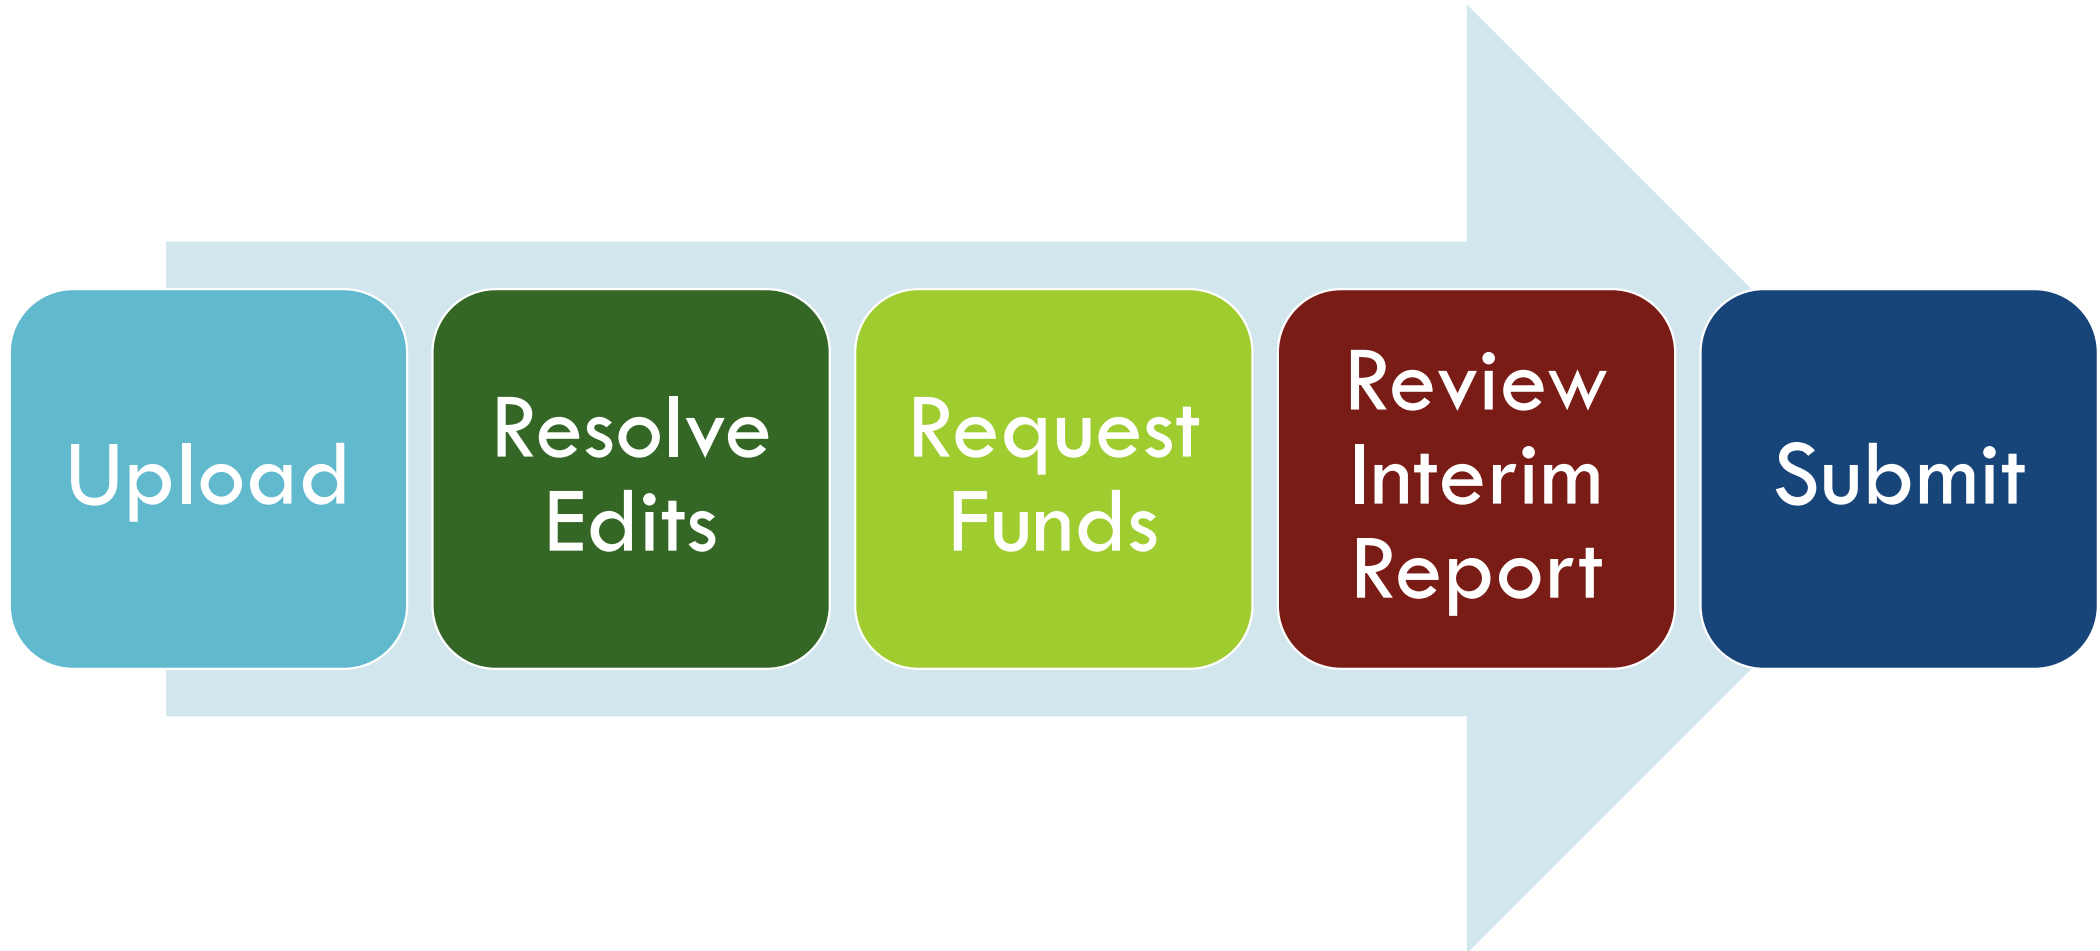 Upload
Resolve
Edits
Request
Funds
Review
Interim
Report
Submit